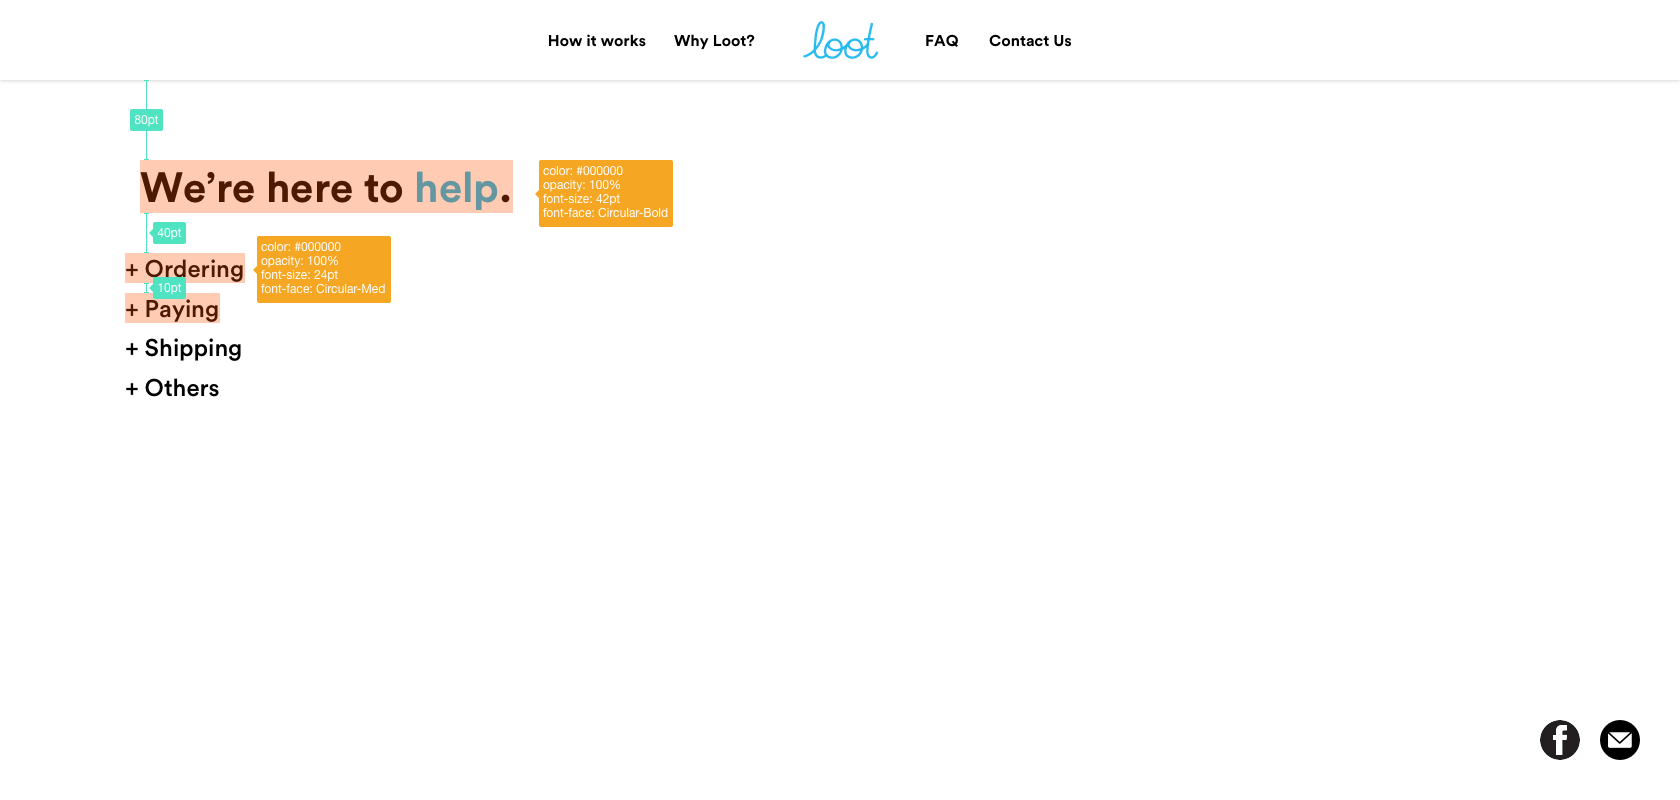 How it works
Why Loot?
loot
FAQ
Contact Us
80pt
We’re here to help.
color: #000000
opacity: 100%
font-size: 42pt
font-face: Circular-Bold
40pt
+ Ordering
color: #000000
opacity: 100%
font-size: 24pt
font-face: Circular-Med
10pt
+ Paying
+ Shipping
+ Others